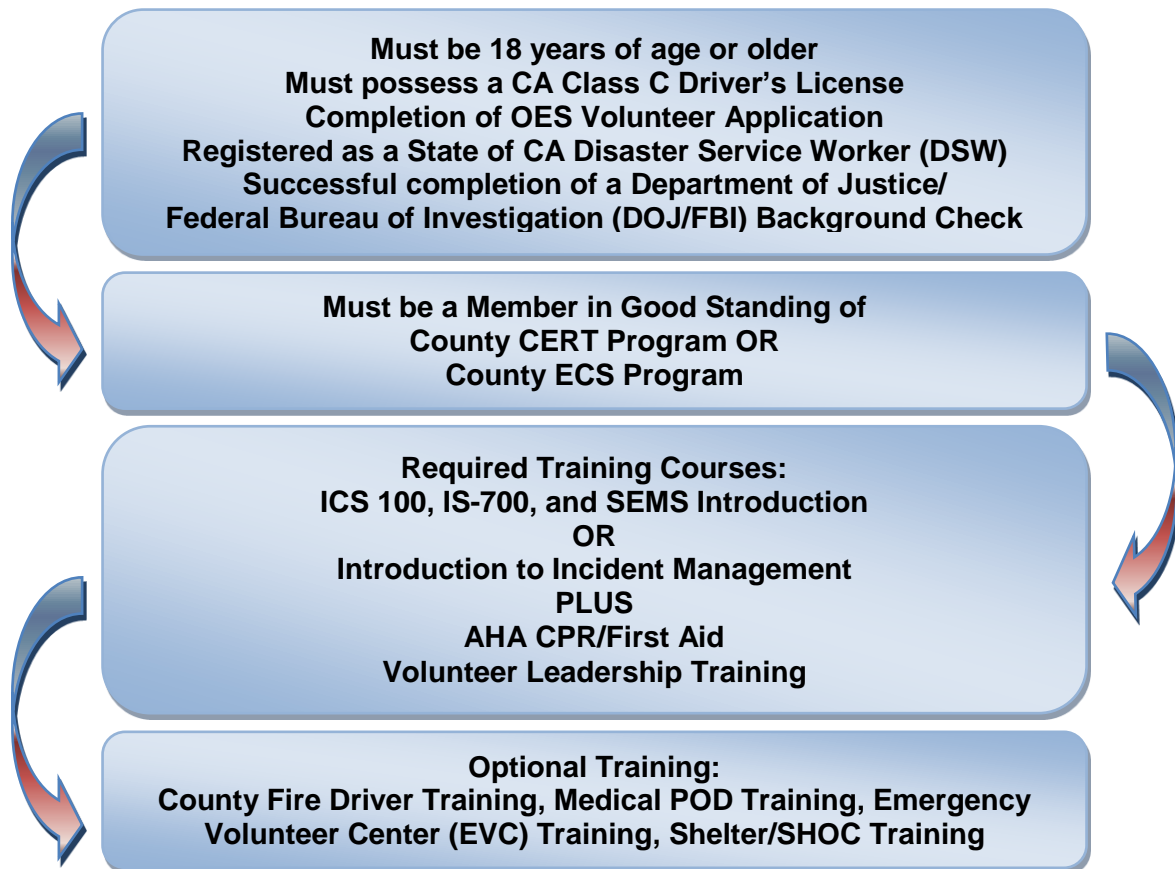 Must be 18 years of age or older
Must possess a CA Class C Driver’s License
Completion of OES Volunteer Application
Registered as a State of CA Disaster Service Worker (DSW)
Successful completion of a Department of Justice/
Federal Bureau of Investigation (DOJ/FBI) Background Check
Must be a Member in Good Standing of
County CERT Program OR
County ECS Program
Required Training Courses:
ICS 100, IS-700, and SEMS Introduction
OR
Introduction to Incident Management
PLUS
AHA CPR/First Aid
Volunteer Leadership Training
Optional Training:
County Fire Driver Training, Medical POD Training, Emergency
Volunteer Center (EVC) Training, Shelter/SHOC Training